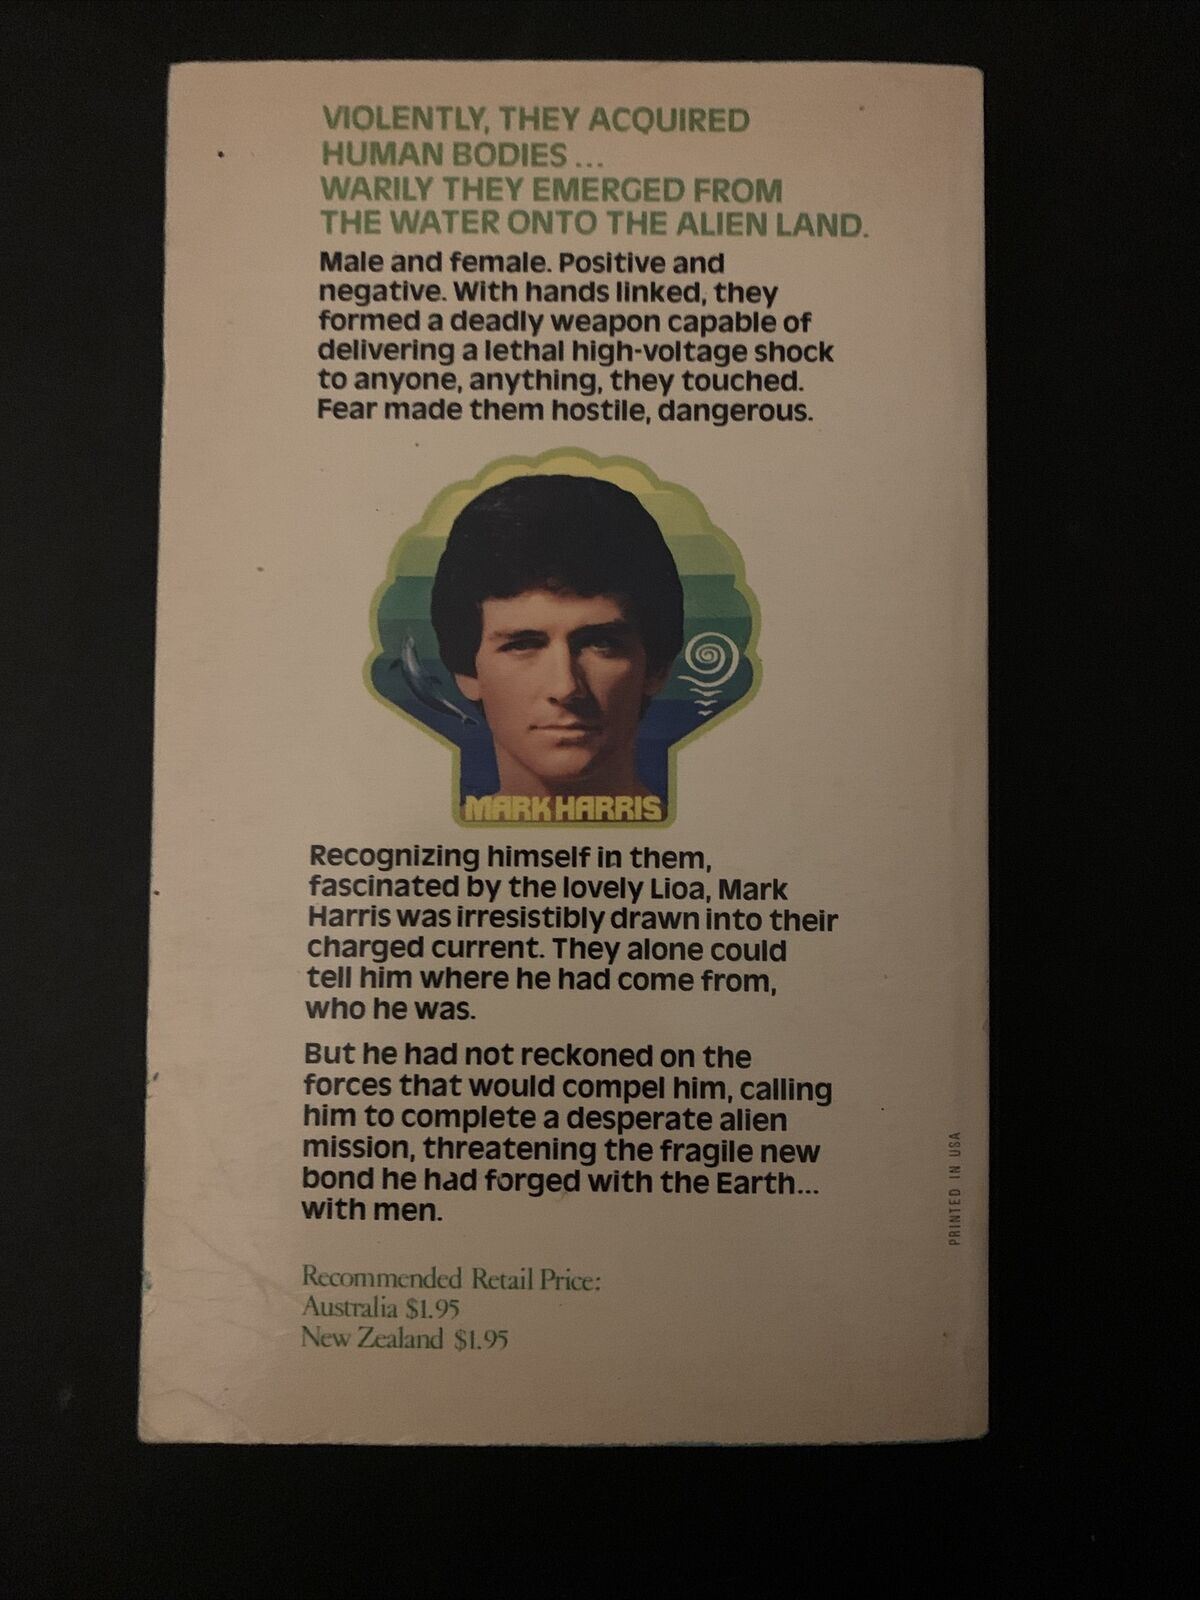 VIOLENTLY, THEY ACQUIRED
HUMAN BODIES ...
WARILY THEY EMERGED FROM
THE WATER ONTO THE ALIEN LAND.
Male and female. Positive and
negative. With hands linked, they
formed a deadly weapon capable of
delivering a lethal high-voltage shock
to anyone, anything, they touched.
Fear made them hostile, dangerous.
MARK HARRIS
Recognizing himself in them,
fascinated by the lovely Lioa, Mark
Harris was irresistibly drawn into their
charged current. They alone could
tell him where he had come from,
who he was.
But he had not reckoned on the
forces that would compel him, calling
him to complete a desperate alien
mission, threatening the fragile new
bond he had forged with the Earth...
with men.
Recommended Retail Price:
Australia $1.95
New Zealand $1.95
PRINTED IN USA